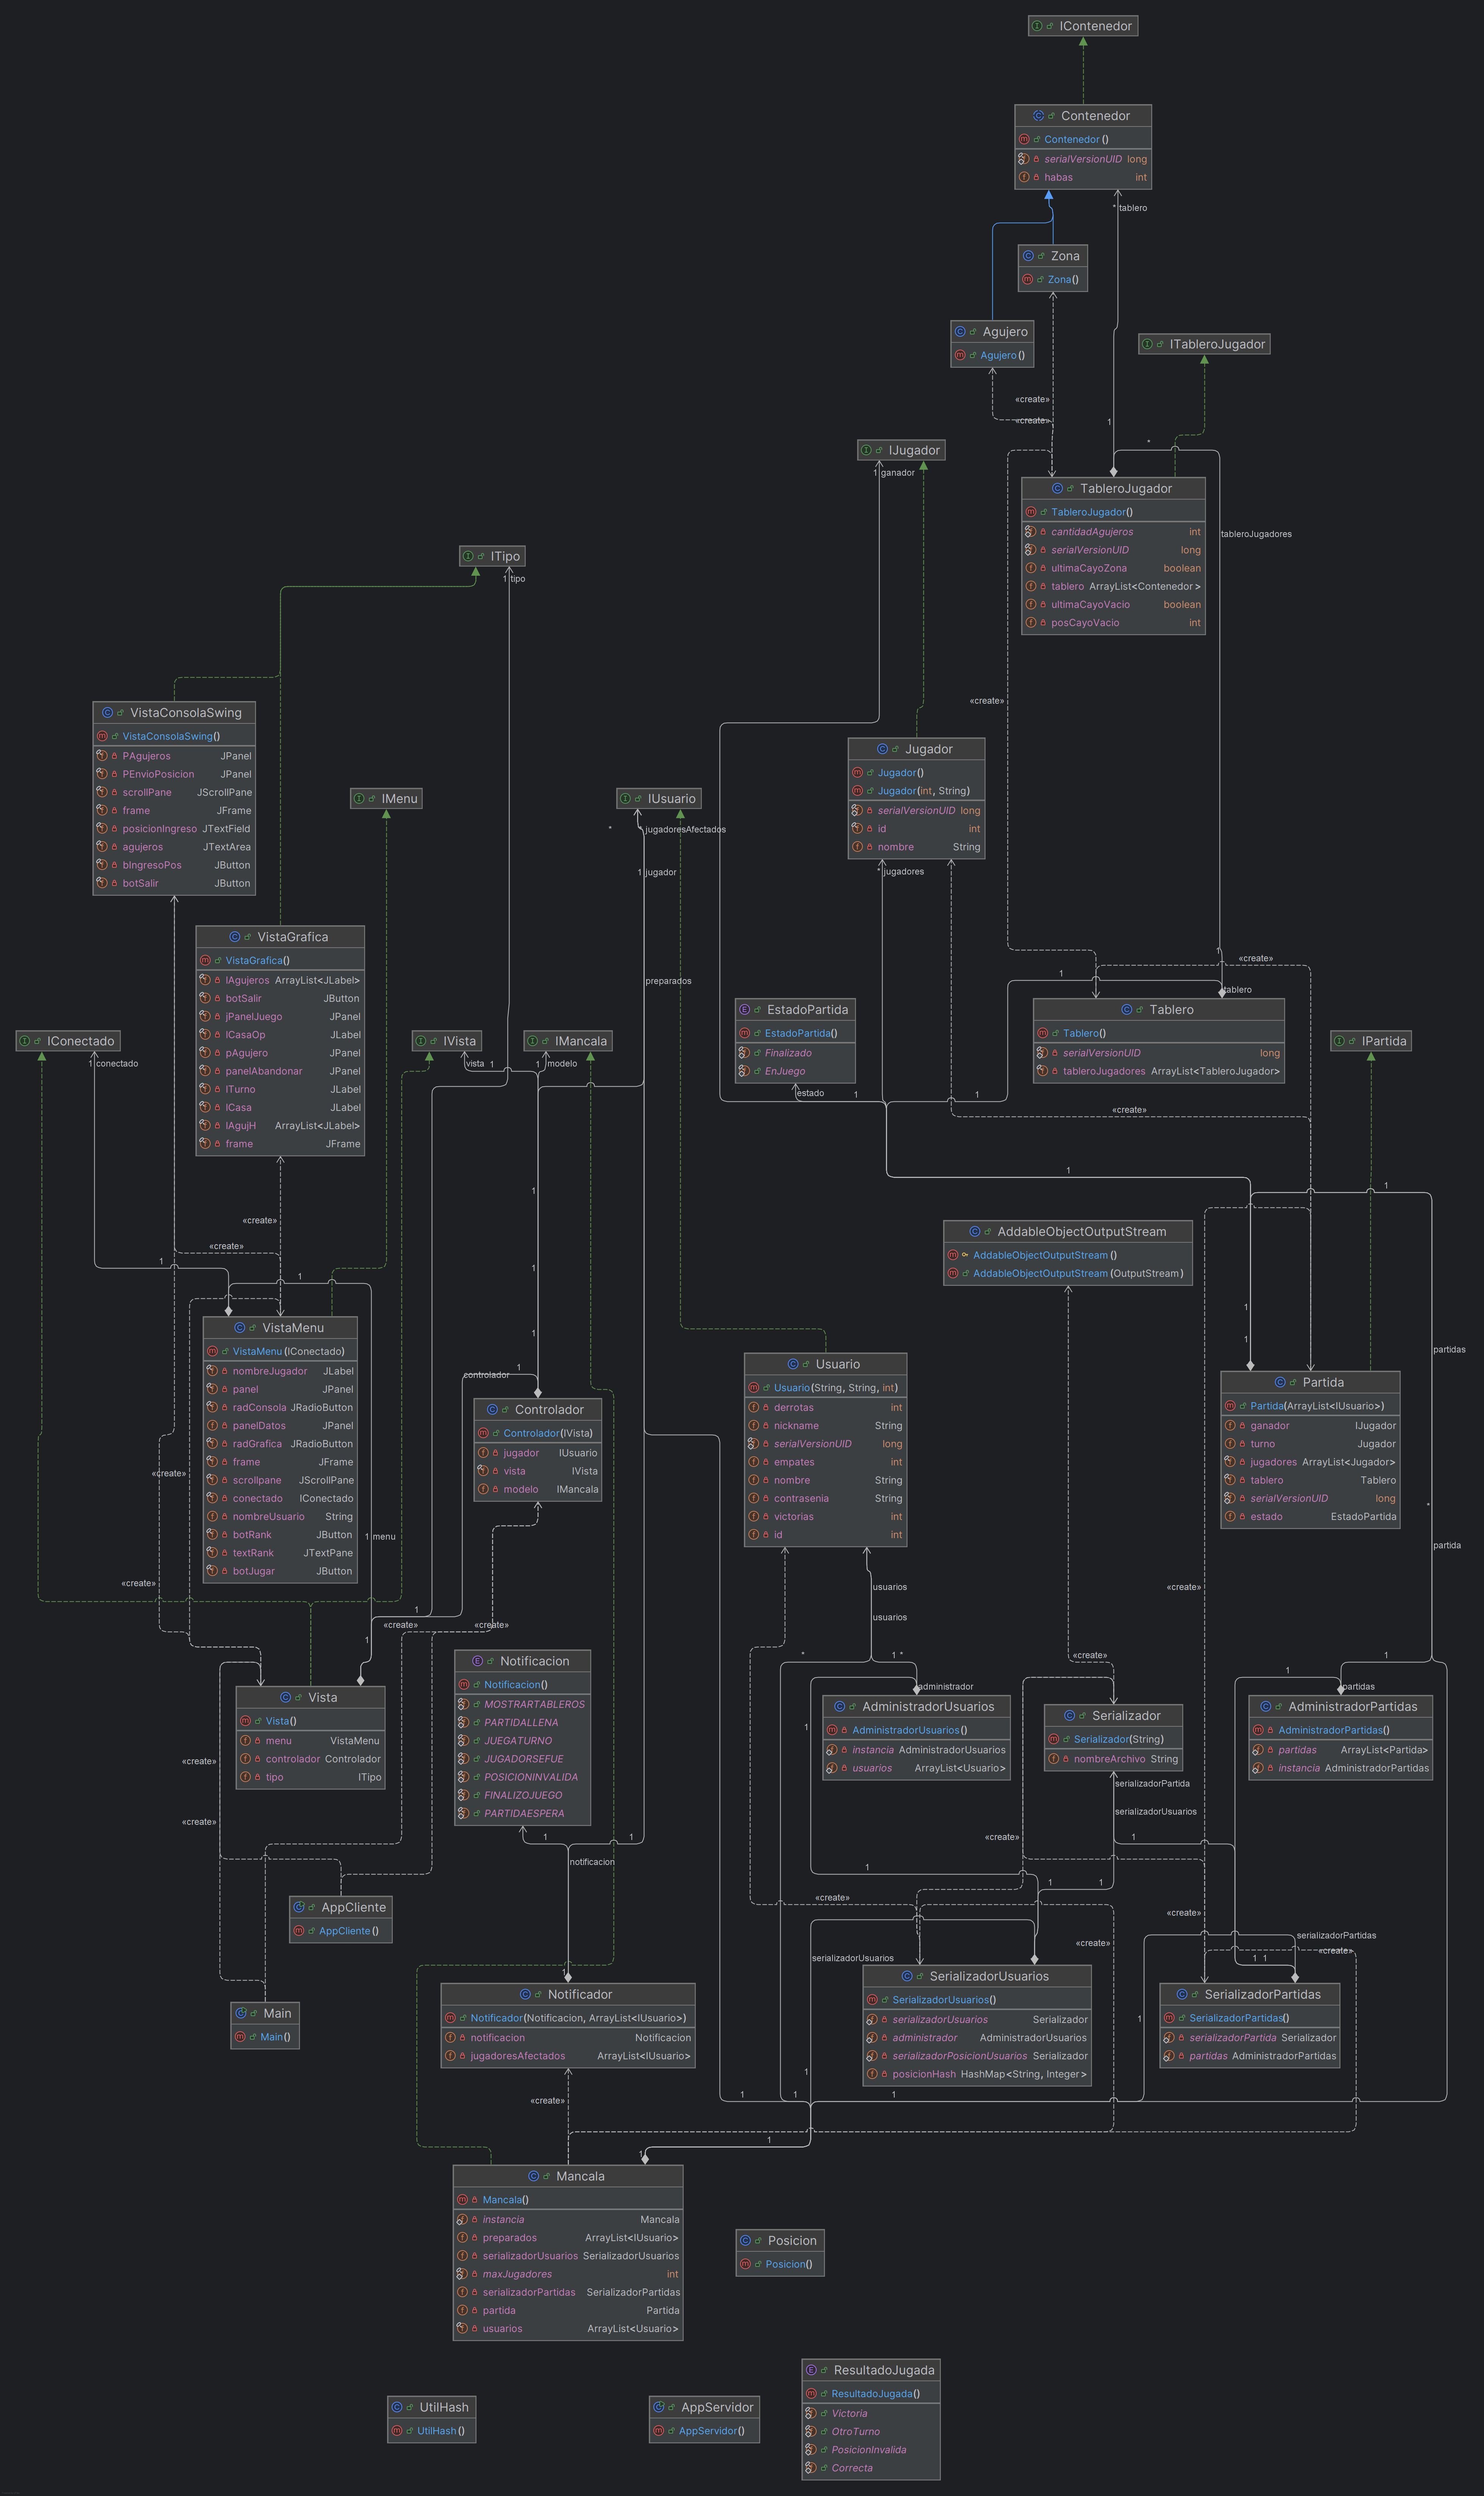 IContenedor
Contenedor
Contenedor()
serialVersionUID long
habas int
* tablero
Zona
Zona()
Agujero
Agujero()
ITableroJugador
«create»
«create»
1
*
IJugador
1 ganador
TableroJugador
TableroJugador()
cantidadAgujeros int
serialVersionUID long
ultimaCayoZona boolean
tablero ArrayList<Contenedor>
ultimaCayoVacio boolean
posCayoVacio int
tableroJugadores
ITipo
1 tipo
«create»
VistaConsolaSwing
VistaConsolaSwing()
PAgujeros JPanel
PEnvioPosicion JPanel
scrollPane JScrollPane
frame JFrame
posicionIngreso JTextField
agujeros JTextArea
bIngresoPos JButton
botSalir JButton
Jugador
Jugador()
Jugador(int, String)
serialVersionUID long
id int
nombre String
* jugadores
IMenu
IUsuario
*
* jugadoresAfectados
1 jugador
VistaGrafica
VistaGrafica()
lAgujeros ArrayList<JLabel>
botSalir JButton
jPanelJuego JPanel
lCasaOp JLabel
pAgujero JPanel
panelAbandonar JPanel
lTurno JLabel
lCasa JLabel
lAgujH ArrayList<JLabel>
frame JFrame
preparados
1
«create»
1
tablero
EstadoPartida
EstadoPartida()
Finalizado
EnJuego
estado
1
1
Tablero
Tablero()
serialVersionUID long
tableroJugadores ArrayList<TableroJugador>
IConectado
1 conectado
IVista
vista 1
IMancala
1 modelo
IPartida
«create»
1
1
1
«create»
«create»
1
1
AddableObjectOutputStream
AddableObjectOutputStream()
AddableObjectOutputStream(OutputStream)
1
1
1
1
VistaMenu
VistaMenu(IConectado)
nombreJugador JLabel
panel JPanel
radConsola JRadioButton
panelDatos JPanel
radGrafica JRadioButton
frame JFrame
scrollpane JScrollPane
conectado IConectado
nombreUsuario String
botRank JButton
textRank JTextPane
botJugar JButton
1
1
controlador
Controlador
Controlador(IVista)
jugador IUsuario
vista IVista
modelo IMancala
Usuario
Usuario(String, String, int)
derrotas int
nickname String
serialVersionUID long
empates int
nombre String
contrasenia String
victorias int
id int
Partida
Partida(ArrayList<IUsuario>)
ganador IJugador
turno Jugador
jugadores ArrayList<Jugador>
tablero Tablero
serialVersionUID long
estado EstadoPartida
partidas
*
partida
«create»
1 menu
«create»
1
«create»
«create»
1
usuarios
usuarios
«create»
*
1 *
«create»
1
1
Vista
Vista()
menu VistaMenu
controlador Controlador
tipo ITipo
Notificacion
Notificacion()
MOSTRARTABLEROS
PARTIDALLENA
JUEGATURNO
JUGADORSEFUE
POSICIONINVALIDA
FINALIZOJUEGO
PARTIDAESPERA
administrador
AdministradorUsuarios
AdministradorUsuarios()
instancia AdministradorUsuarios
usuarios ArrayList<Usuario>
Serializador
Serializador(String)
nombreArchivo String
partidas
AdministradorPartidas
AdministradorPartidas()
partidas ArrayList<Partida>
instancia AdministradorPartidas
1
«create»
«create»
serializadorPartida
serializadorUsuarios
1
1
notificacion
«create»
1
1
1
1
«create»
«create»
AppCliente
AppCliente()
serializadorUsuarios
serializadorPartidas
«create»
«create»
1 1
1
Main
Main()
Notificador
Notificador(Notificacion, ArrayList<IUsuario>)
notificacion Notificacion
jugadoresAfectados ArrayList<IUsuario>
SerializadorUsuarios
SerializadorUsuarios()
serializadorUsuarios Serializador
administrador AdministradorUsuarios
serializadorPosicionUsuarios Serializador
posicionHash HashMap<String, Integer>
SerializadorPartidas
SerializadorPartidas()
serializadorPartida Serializador
partidas AdministradorPartidas
«create»
1
1
1
1
1
1
1
Mancala
Mancala()
instancia Mancala
preparados ArrayList<IUsuario>
serializadorUsuarios SerializadorUsuarios
maxJugadores int
serializadorPartidas SerializadorPartidas
partida Partida
usuarios ArrayList<Usuario>
Posicion
Posicion()
UtilHash
UtilHash()
AppServidor
AppServidor()
ResultadoJugada
ResultadoJugada()
Victoria
OtroTurno
PosicionInvalida
Correcta